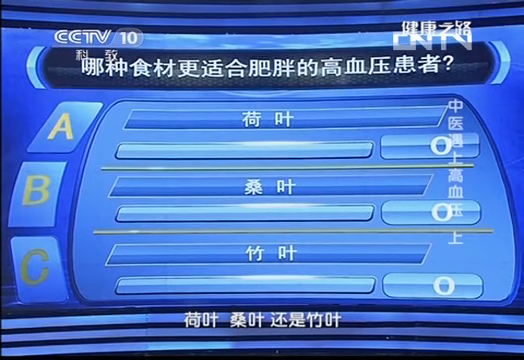 CCTV 10
科教
健康之路
CNTV
哪种食材更适合肥胖的高血压患者?
A
荷叶
0
B
桑叶
0
C
竹叶
0
中医遇上高血压 上
荷叶 桑叶 还是竹叶